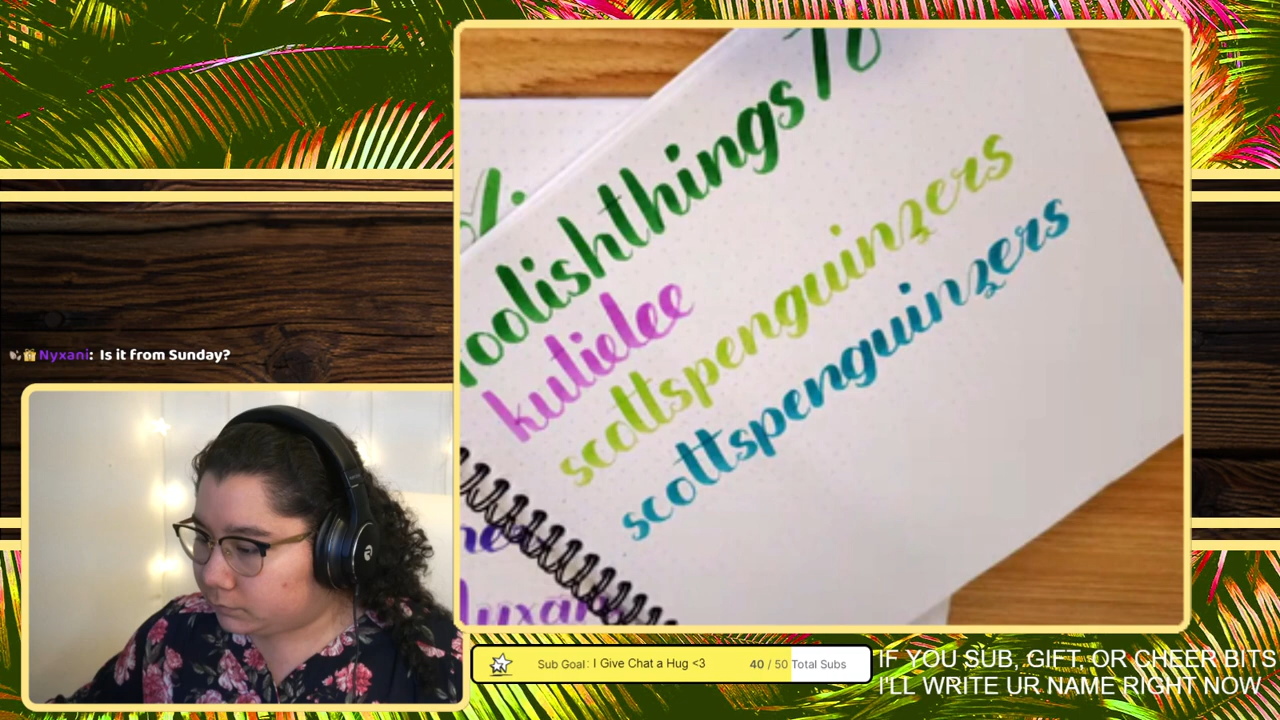 foolishthings76
kutielee
scottspenguinzers
scottspenguinzers
Nyxani: Is it from Sunday?
Sub Goal: I Give Chat a Hug <3 40 / 50 Total Subs
IF YOU SUB, GIFT, OR CHEER BITS
I'LL WRITE UR NAME RIGHT NOW